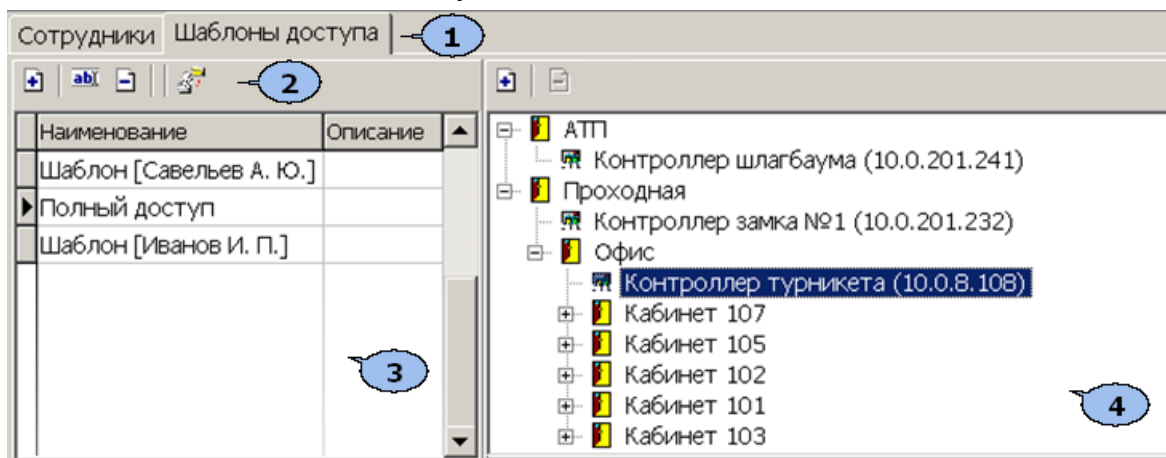 Сотрудники Шаблоны доступа 1
abI 2
Наименование Описание
Шаблон [Савельев А. Ю.]
Полный доступ
Шаблон [Иванов И. П.]
3
АТП
Контроллер шлагбаума (10.0.201.241)
Проходная
Контроллер замка №1 (10.0.201.232)
Офис
Контроллер турникета (10.0.8.108)
Кабинет 107
Кабинет 105
Кабинет 102
Кабинет 101
Кабинет 103
4